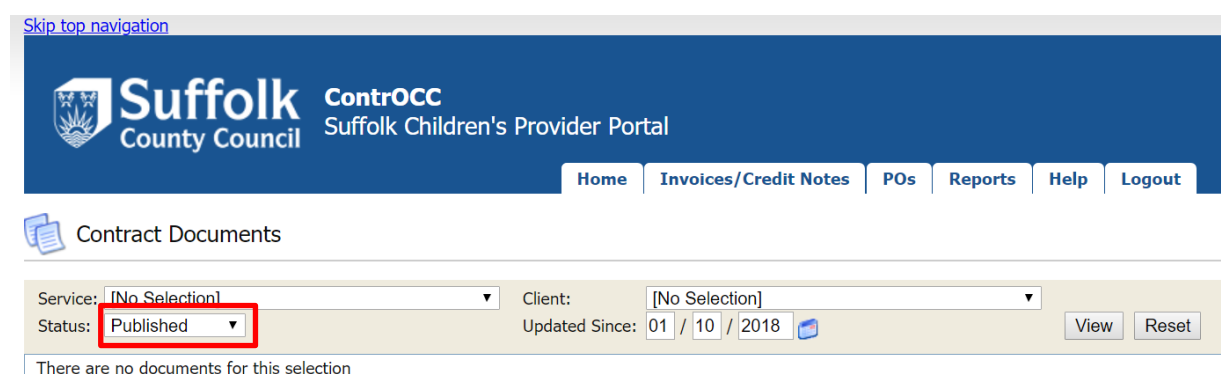 Skip top navigation
Suffolk
County Council
ContrOCC
Suffolk Children's Provider Portal
Home Invoices/Credit Notes POs Reports Help Logout
Contract Documents
Service: [No Selection] Client: [No Selection]
Status: Published Updated Since: 01 / 10 / 2018 View Reset
There are no documents for this selection